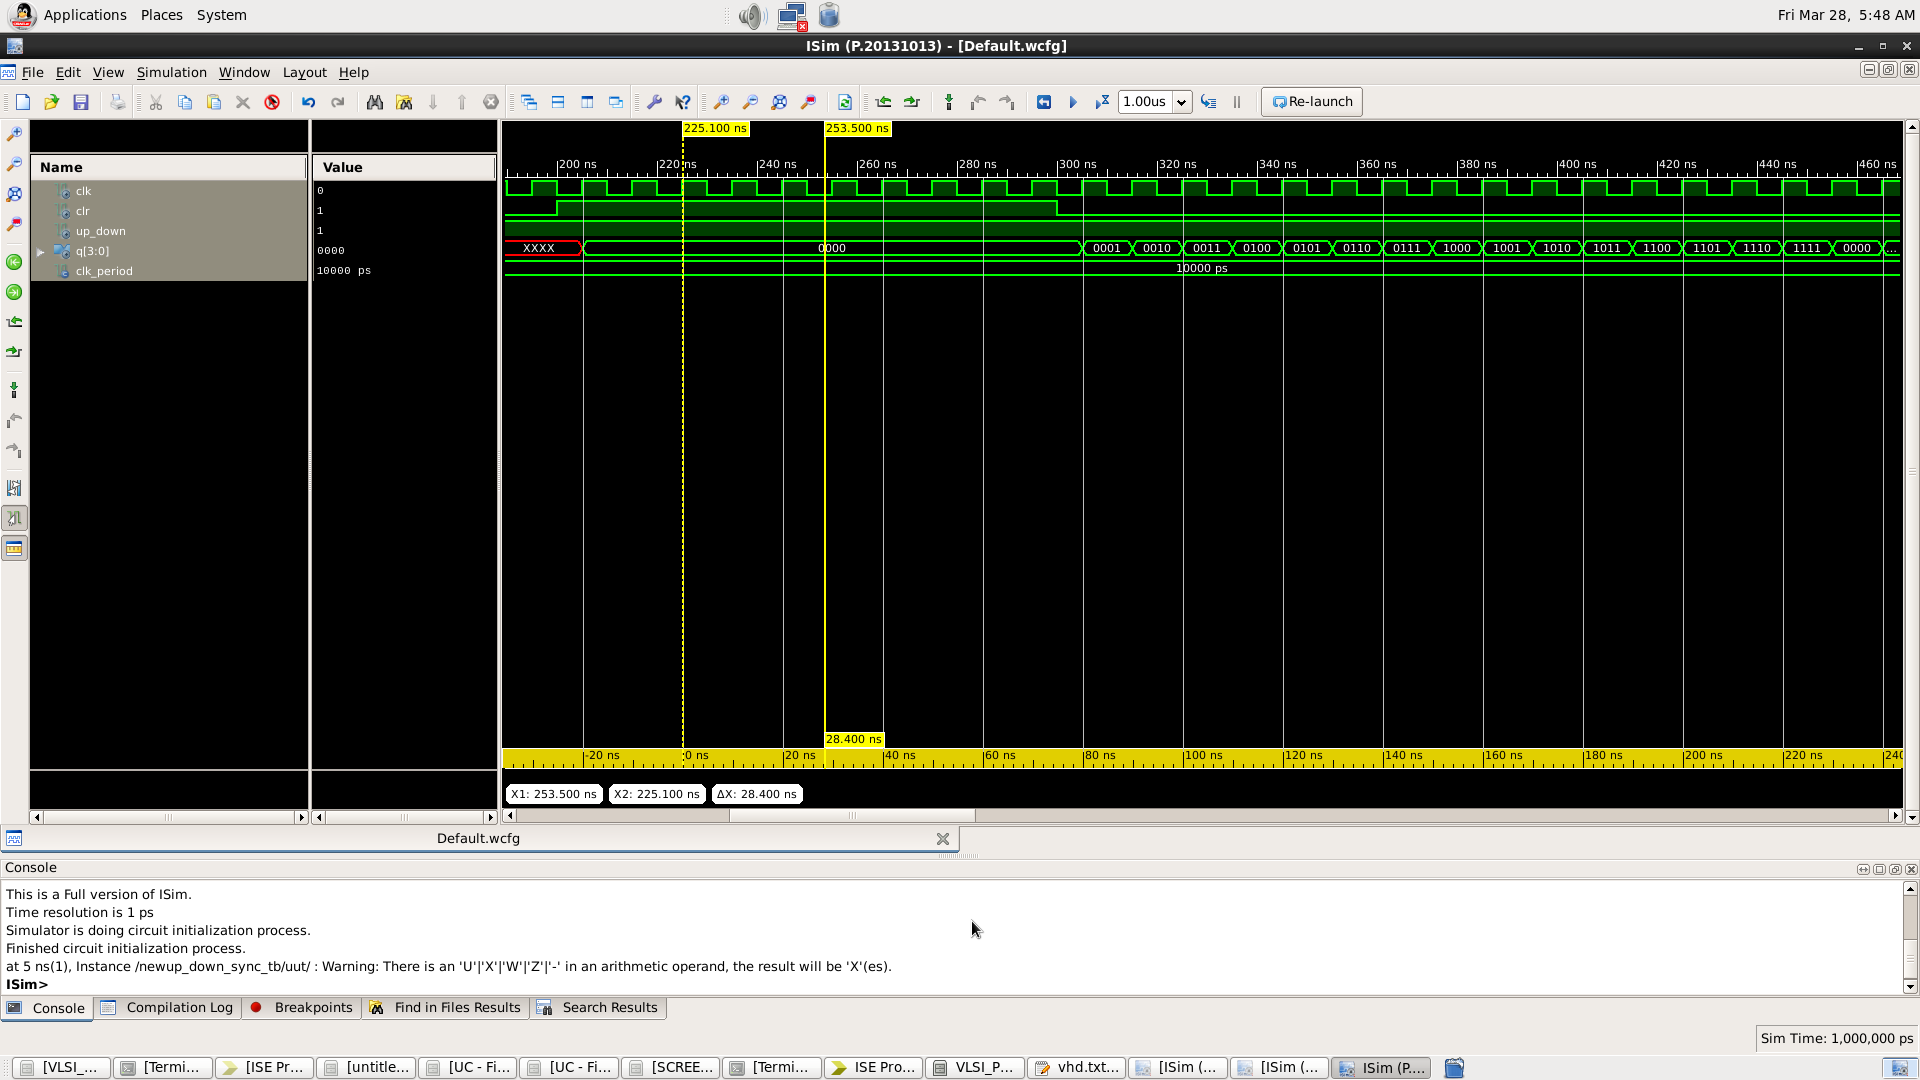 Applications Places System Fri Mar 28, 5:48 AM
ISim (P.20131013) - [Default.wcfg]
File Edit View Simulation Window Layout Help
1.00us Re-launch
225.100 ns 253.500 ns
Name Value
200 ns 220 ns 240 ns 260 ns 280 ns 300 ns 320 ns 340 ns 360 ns 380 ns 400 ns 420 ns 440 ns 460 ns
clk 0
clr 1
up_down 1
q[3:0] 0000 XXXX 0000 0001 0010 0011 0100 0101 0110 0111 1000 1001 1010 1011 1100 1101 1110 1111 0000 ...
clk_period 10000 ps 10000 ps
28.400 ns
-20 ns 0 ns 20 ns 40 ns 60 ns 80 ns 100 ns 120 ns 140 ns 160 ns 180 ns 200 ns 220 ns 240
X1: 253.500 ns X2: 225.100 ns ΔX: 28.400 ns
Default.wcfg
Console
This is a Full version of ISim.
Time resolution is 1 ps
Simulator is doing circuit initialization process.
Finished circuit initialization process.
at 5 ns(1), Instance /newup_down_sync_tb/uut/ : Warning: There is an 'U'|'X'|'W'|'Z'|'-' in an arithmetic operand, the result will be 'X'(es).
ISim>
Console Compilation Log Breakpoints Find in Files Results Search Results
Sim Time: 1,000,000 ps
[VLSI_... [Termi... [ISE Pr... [untitle... [UC - Fi... [UC - Fi... [SCREE... [Termi... ISE Pro... VLSI_P... vhd.txt... [ISim (... [ISim (... ISim (P....